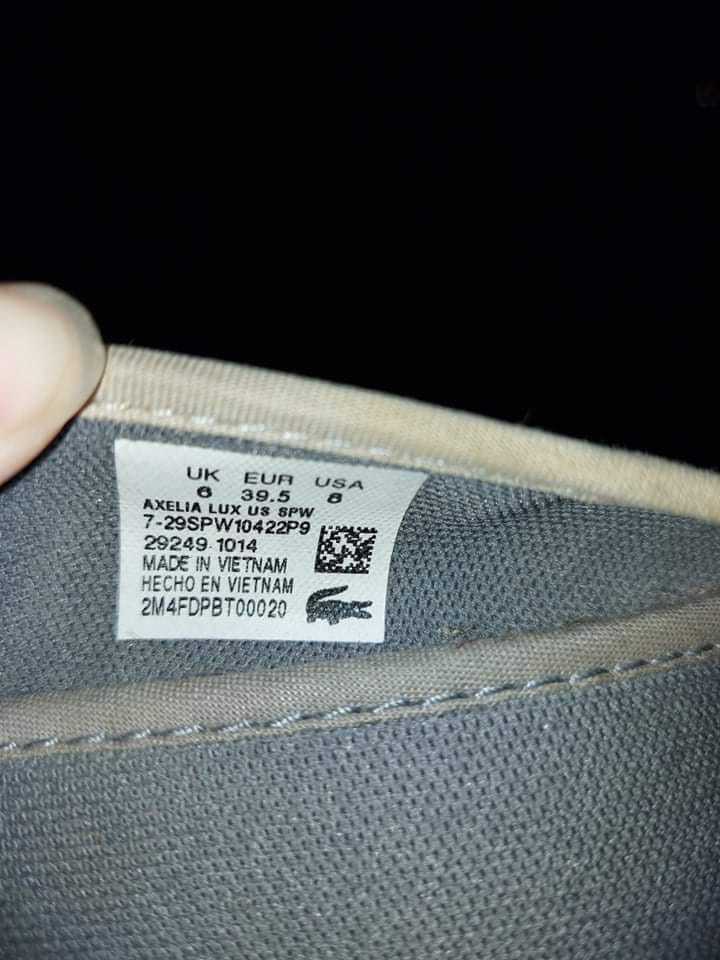 UK EUR USA
6 39.5 8
AXELIA LUX US SPW
7-29SPW10422P9
29249 1014
MADE IN VIETNAM
HECHO EN VIETNAM
2M4FDPBT00020